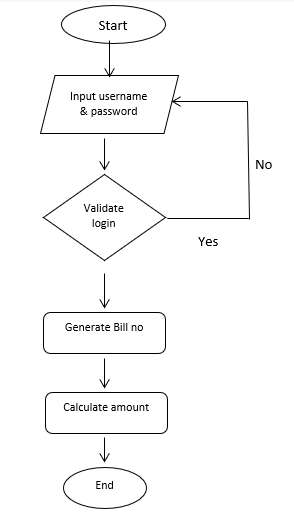 Start
Input username
& password
No
Validate
login
Yes
Generate Bill no
Calculate amount
End